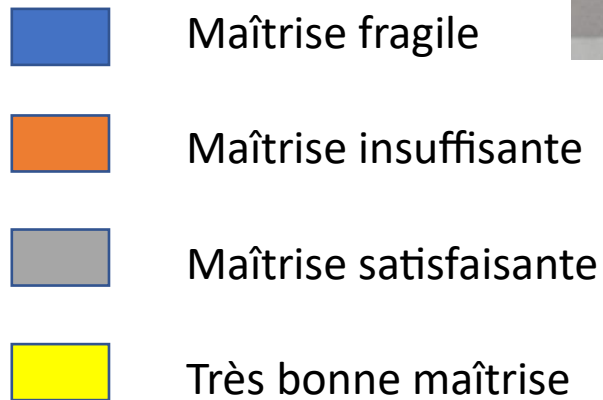 Maîtrise fragile
Maîtrise insuffisante
Maîtrise satisfaisante
Très bonne maîtrise